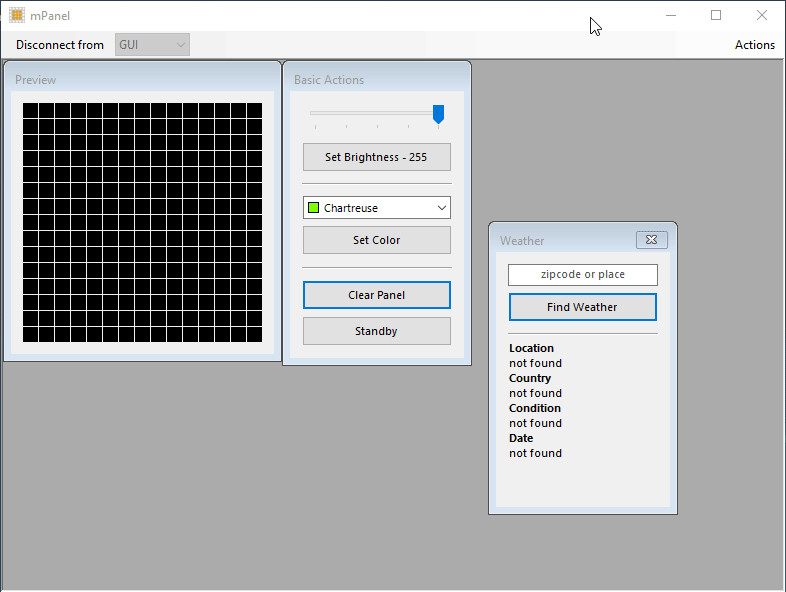 mPanel
Disconnect from GUI Actions
Preview
Basic Actions
Set Brightness - 255
Chartreuse
Set Color
Clear Panel
Standby
Weather
zipcode or place
Find Weather
Location
not found
Country
not found
Condition
not found
Date
not found